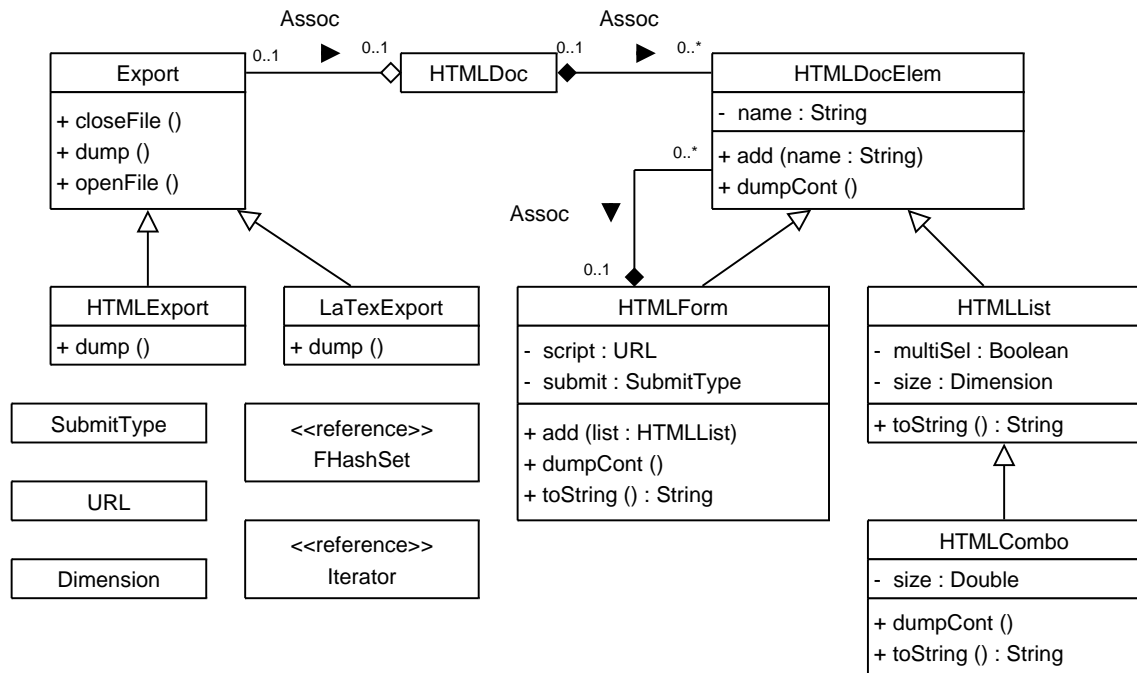 Assoc
Assoc
0..1
0..1
0..1
0..*
Export
+ closeFile ()
+ dump ()
+ openFile ()
HTMLDoc
HTMLDocElem
- name : String
+ add (name : String)
+ dumpCont ()
0..*
Assoc
0..1
HTMLExport
+ dump ()
LaTexExport
+ dump ()
HTMLForm
- script : URL
- submit : SubmitType
+ add (list : HTMLList)
+ dumpCont ()
+ toString () : String
HTMLList
- multiSel : Boolean
- size : Dimension
+ toString () : String
SubmitType
<<reference>>
FHashSet
URL
<<reference>>
Iterator
Dimension
HTMLCombo
- size : Double
+ dumpCont ()
+ toString () : String